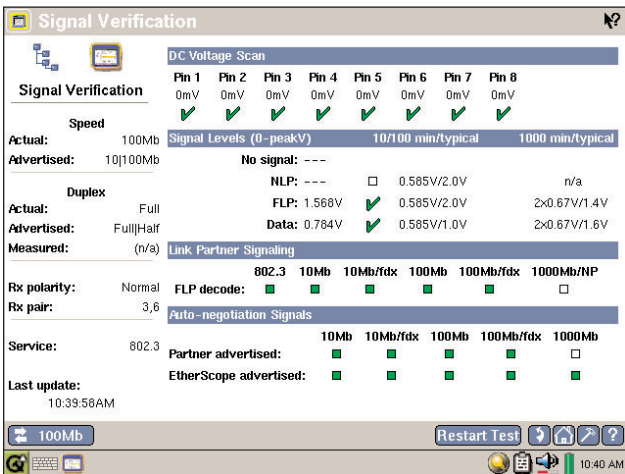 Signal Verification
Signal Verification
Speed
Actual: 100Mb
Advertised: 10|100Mb
Duplex
Actual: Full
Advertised: Full|Half
Measured: (n/a)
Rx polarity: Normal
Rx pair: 3,6
Service: 802.3
Last update:
10:39:58AM
DC Voltage Scan
Pin 1 Pin 2 Pin 3 Pin 4 Pin 5 Pin 6 Pin 7 Pin 8
0mV 0mV 0mV 0mV 0mV 0mV 0mV 0mV
Signal Levels (0-peakV) 10/100 min/typical 1000 min/typical
No signal: ---
NLP: --- 0.585V/2.0V n/a
FLP: 1.568V 0.585V/2.0V 2x0.67V/1.4V
Data: 0.784V 0.585V/1.0V 2x0.67V/1.6V
Link Partner Signaling
802.3 10Mb 10Mb/fdx 100Mb 100Mb/fdx 1000Mb/NP
FLP decode:
Auto-negotiation Signals
10Mb 10Mb/fdx 100Mb 100Mb/fdx 1000Mb
Partner advertised:
EtherScope advertised:
100Mb Restart Test ?
10:40 AM